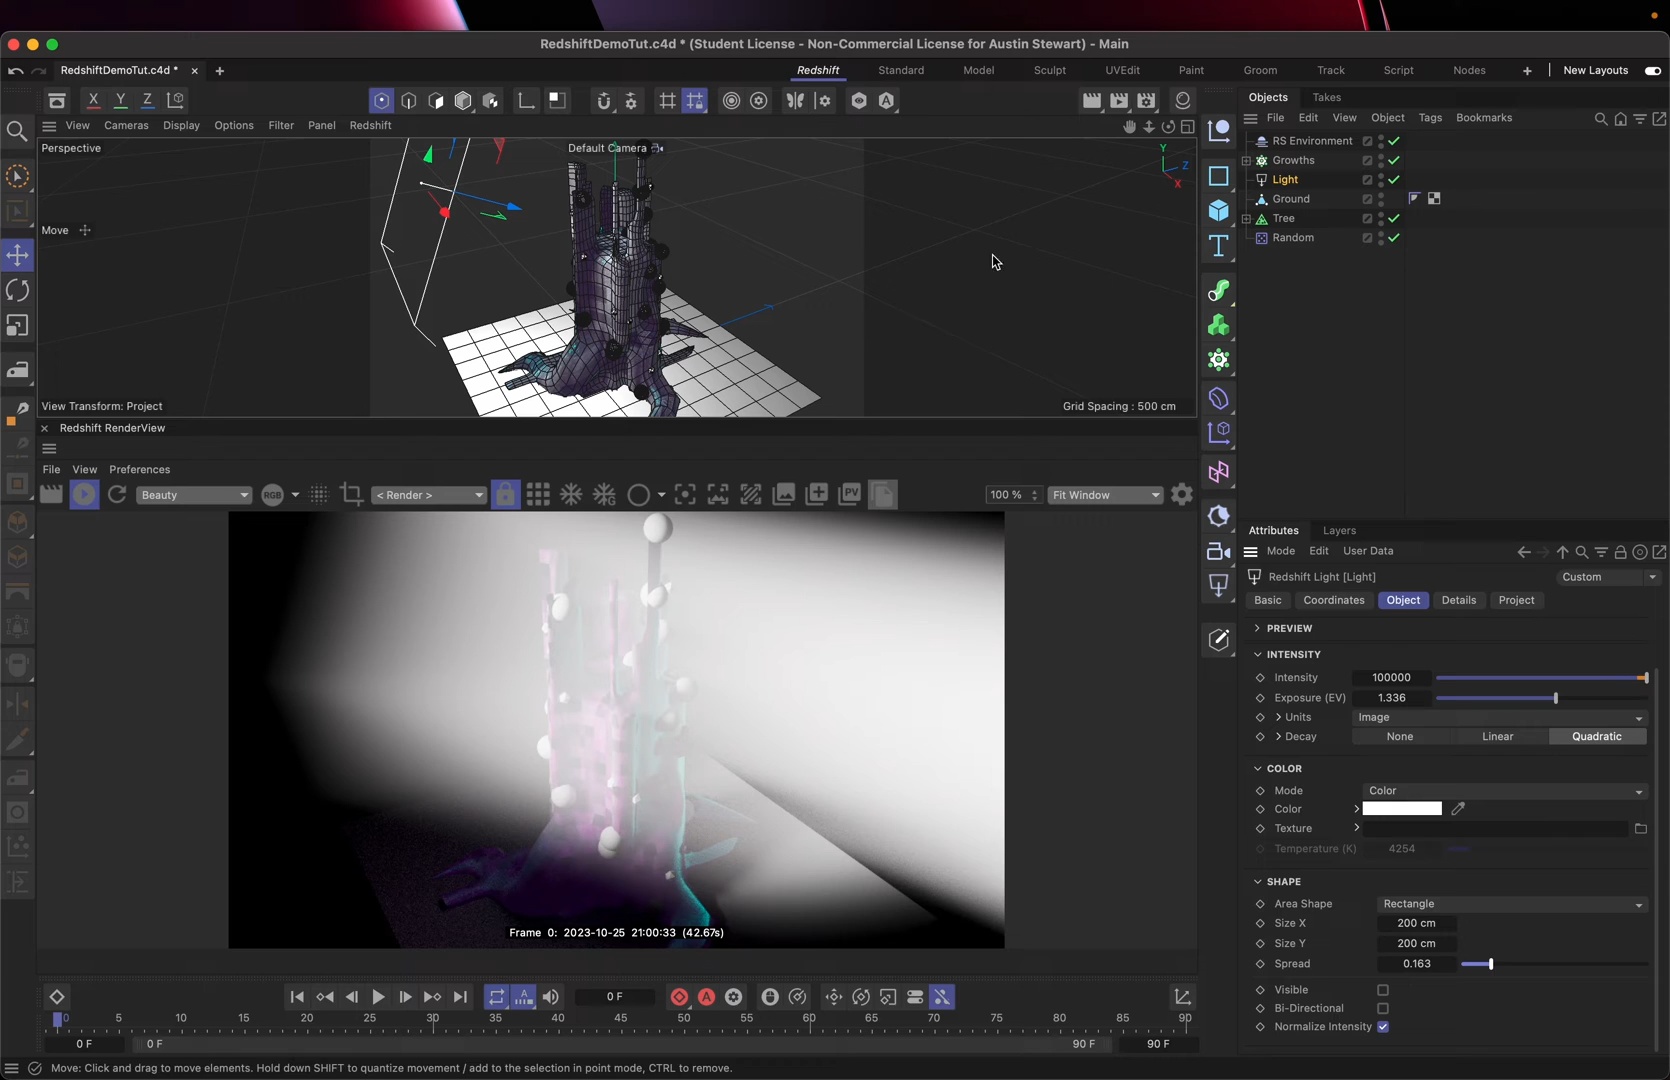 RedshiftDemoTut.c4d * (Student License - Non-Commercial License for Austin Stewart) - Main
RedshiftDemoTut.c4d * × +
Redshift Standard Model Sculpt UVEdit Paint Groom Track Script Nodes + New Layouts
X Y Z
View Cameras Display Options Filter Panel Redshift
Perspective
Default Camera
Y
Z
X
Move
View Transform: Project
Grid Spacing : 500 cm
× Redshift RenderView
File View Preferences
Beauty RGB < Render > PV 100 % Fit Window
Frame 0: 2023-10-25 21:00:33 (42.67s)
A 0 F A
0 5 10 15 20 25 30 35 40 45 50 55 60 65 70 75 80 85 90
0 F 0 F 90 F 90 F
Move: Click and drag to move elements. Hold down SHIFT to quantize movement / add to the selection in point mode, CTRL to remove.
Objects Takes
File Edit View Object Tags Bookmarks
RS Environment
Growths
Light
Ground
Tree
Random
Attributes Layers
Mode Edit User Data
Redshift Light [Light] Custom
Basic Coordinates Object Details Project
PREVIEW
INTENSITY
Intensity 100000
Exposure (EV) 1.336
Units Image
Decay None Linear Quadratic
COLOR
Mode Color
Color
Texture
Temperature (K) 4254
SHAPE
Area Shape Rectangle
Size X 200 cm
Size Y 200 cm
Spread 0.163
Visible
Bi-Directional
Normalize Intensity